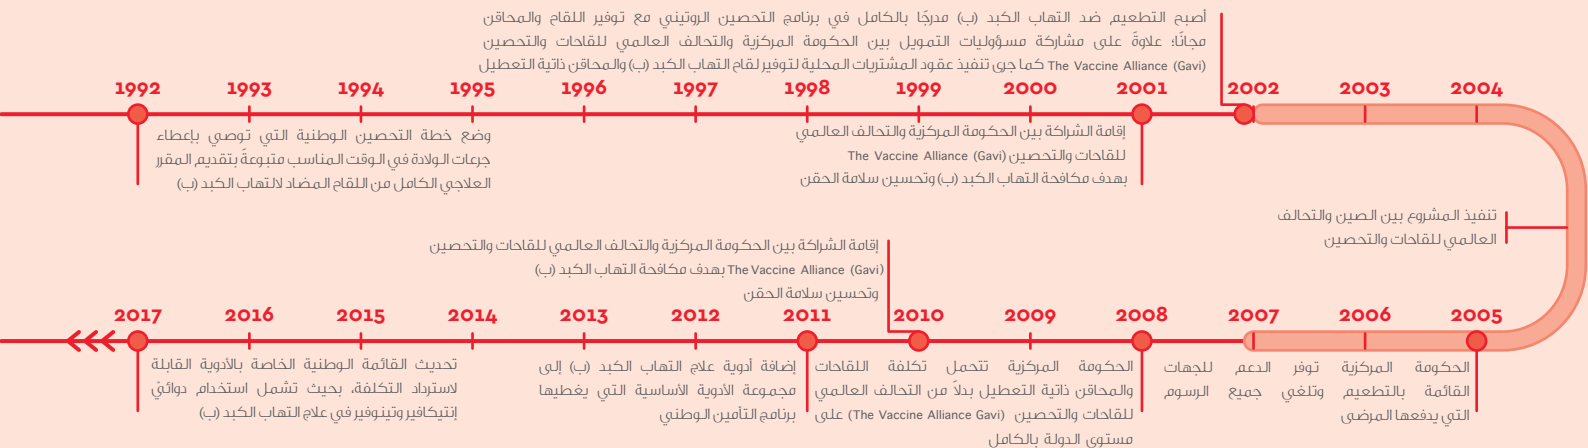 أصبح التطعيم ضد التهاب الكبد (ب) مدرجًا بالكامل في برنامج التحصين الروتيني مع توفير اللقاح والمحاقن
مجانًا؛ علاوةً على مشاركة مسؤوليات التمويل بين الحكومة المركزية والتحالف العالمي للقاحات والتحصين
The Vaccine Alliance (Gavi) كما جرى تنفيذ عقود المشتريات المحلية لتوفير لقاح التهاب الكبد (ب) والمحاقن ذاتية التعطيل
1992 1993 1994 1995 1996 1997 1998 1999 2000 2001 2002 2003 2004
وضع خطة التحصين الوطنية التي توصي بإعطاء
جرعات الولادة في الوقت المناسب متبوعةً بتقديم المقرر
العلاجي الكامل من اللقاح المضاد لالتهاب الكبد (ب)
إقامة الشراكة بين الحكومة المركزية والتحالف العالمي
للقاحات والتحصين The Vaccine Alliance (Gavi)
بهدف مكافحة التهاب الكبد (ب) وتحسين سلامة الحقن
تنفيذ المشروع بين الصين والتحالف
العالمي للقاحات والتحصين
إقامة الشراكة بين الحكومة المركزية والتحالف العالمي للقاحات والتحصين
The Vaccine Alliance (Gavi) بهدف مكافحة التهاب الكبد (ب)
وتحسين سلامة الحقن
2017 2016 2015 2014 2013 2012 2011 2010 2009 2008 2007 2006 2005
الحكومة المركزية توفر الدعم للجهات
القائمة بالتطعيم وتلغي جميع الرسوم
التي يدفعها المرضى
الحكومة المركزية تتحمل تكلفة اللقاحات
والمحاقن ذاتية التعطيل بدلاً من التحالف العالمي
للقاحات والتحصين (The Vaccine Alliance Gavi) على
مستوى الدولة بالكامل
إضافة أدوية علاج التهاب الكبد (ب) إلى
مجموعة الأدوية الأساسية التي يغطيها
برنامج التأمين الوطني
تحديث القائمة الوطنية الخاصة بالأدوية القابلة
لاسترداد التكلفة، بحيث تشمل استخدام دوائيّ
إنتيكافير وتينوفير في علاج التهاب الكبد (ب)